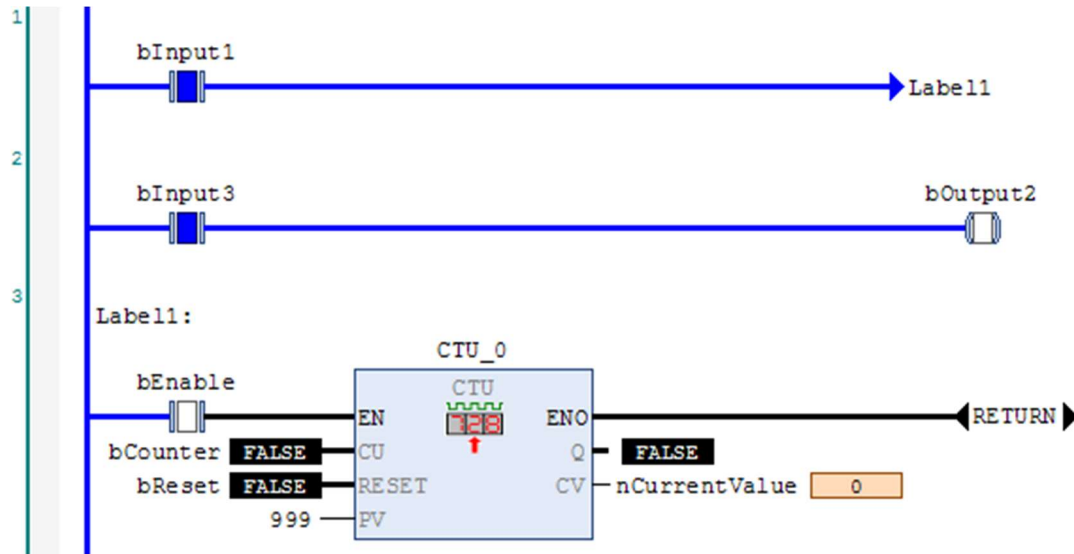 1
bInput1
Label1
2
bInput3 bOutput2
3
Label1:
CTU_0
bEnable CTU
EN 728 ENO RETURN
bCounter FALSE CU Q FALSE
bReset FALSE RESET CV nCurrentValue 0
999 PV